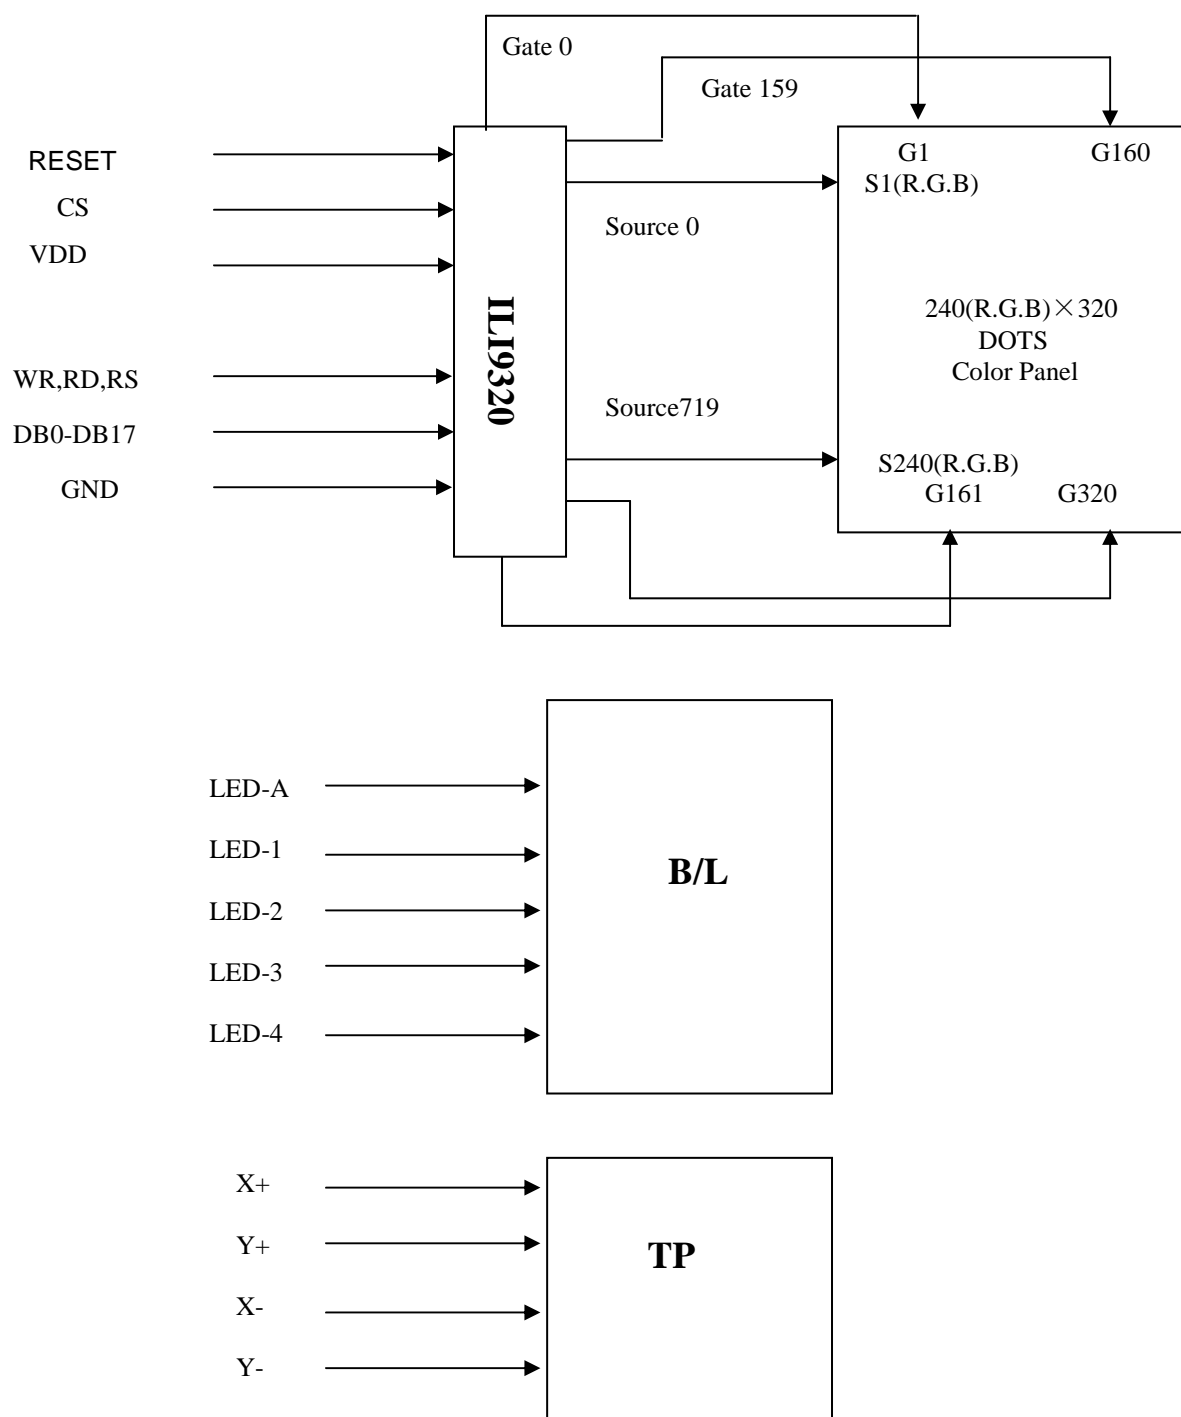 Gate 0
Gate 159
RESET
CS
VDD
WR,RD,RS
DB0-DB17
GND
ILI9320
Source 0
Source719
G1
G160
S1(R.G.B)
240(R.G.B)×320
DOTS
Color Panel
S240(R.G.B)
G161
G320
LED-A
LED-1
LED-2
LED-3
LED-4
B/L
X+
Y+
X-
Y-
TP